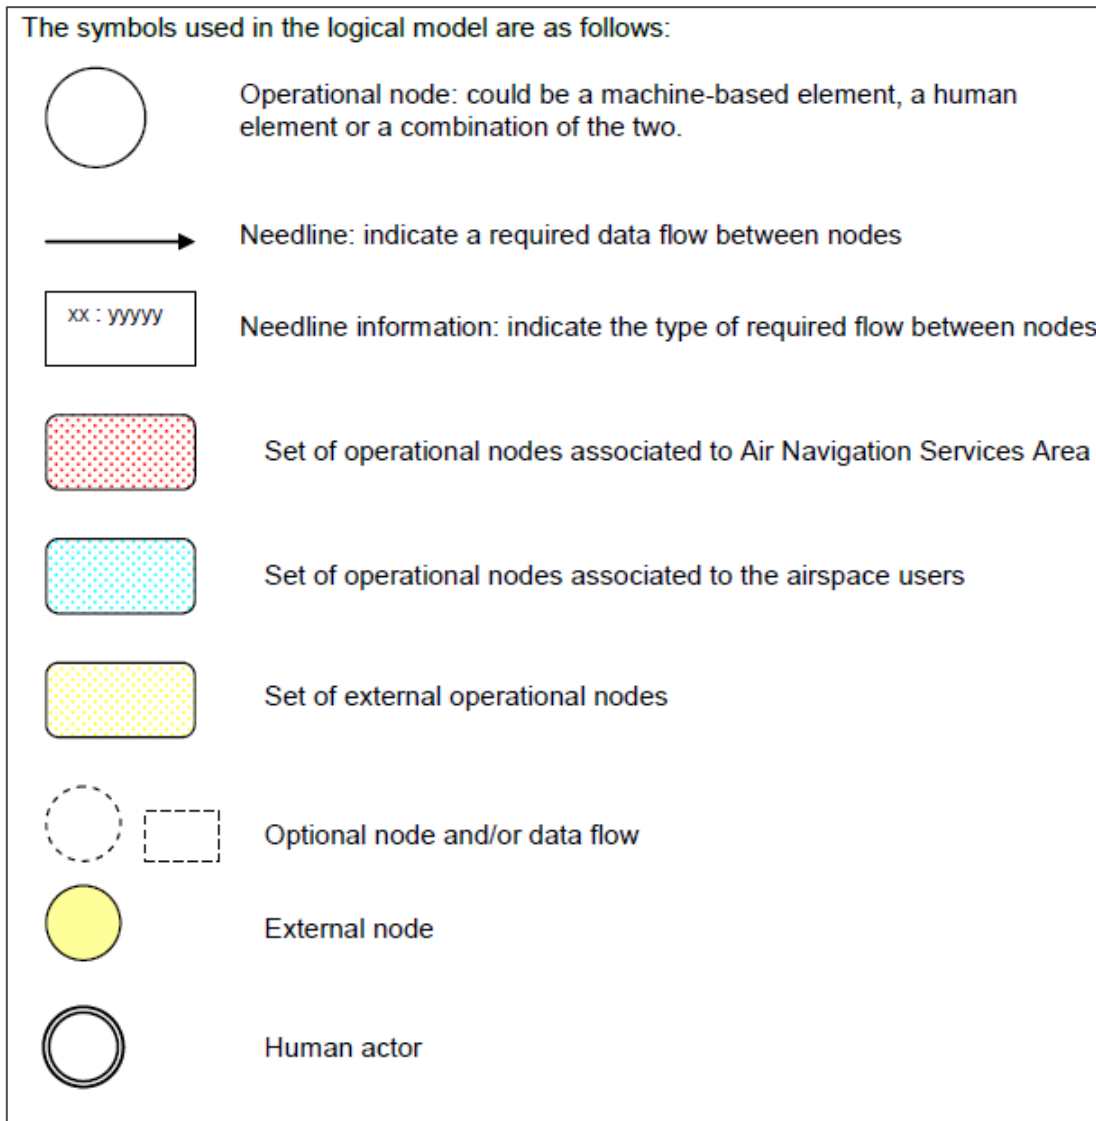 The symbols used in the logical model are as follows:
Operational node: could be a machine-based element, a human
element or a combination of the two.
Needline: indicate a required data flow between nodes
xx : yyyyy
Needline information: indicate the type of required flow between nodes
Set of operational nodes associated to Air Navigation Services Area
Set of operational nodes associated to the airspace users
Set of external operational nodes
Optional node and/or data flow
External node
Human actor